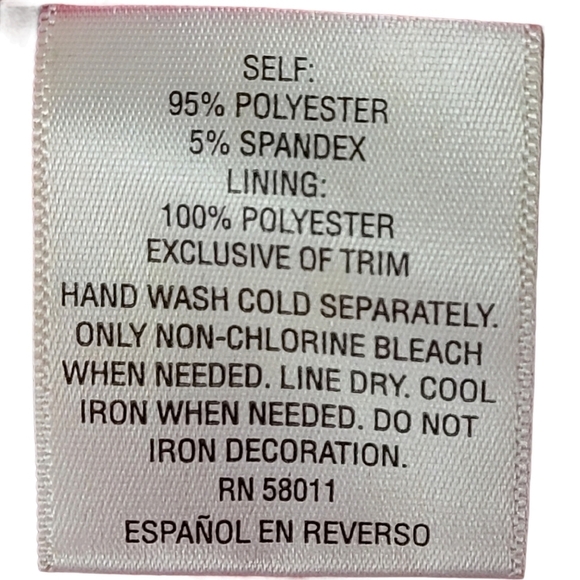 SELF:
95% POLYESTER
5% SPANDEX
LINING:
100% POLYESTER
EXCLUSIVE OF TRIM
HAND WASH COLD SEPARATELY.
ONLY NON-CHLORINE BLEACH
WHEN NEEDED. LINE DRY. COOL
IRON WHEN NEEDED. DO NOT
IRON DECORATION.
RN 58011
ESPAÑOL EN REVERSO